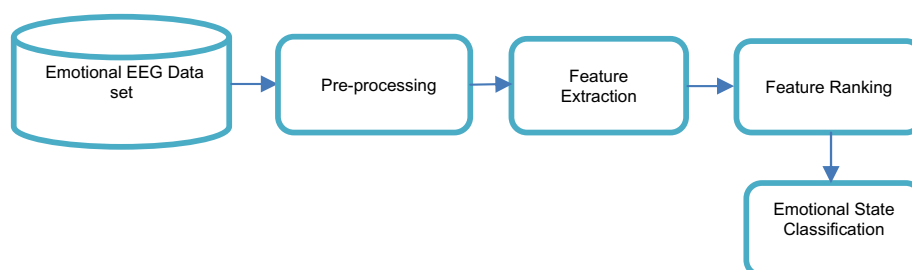 Emotional EEG Data
set
Pre-processing
Feature
Extraction
Feature Ranking
Emotional State
Classification